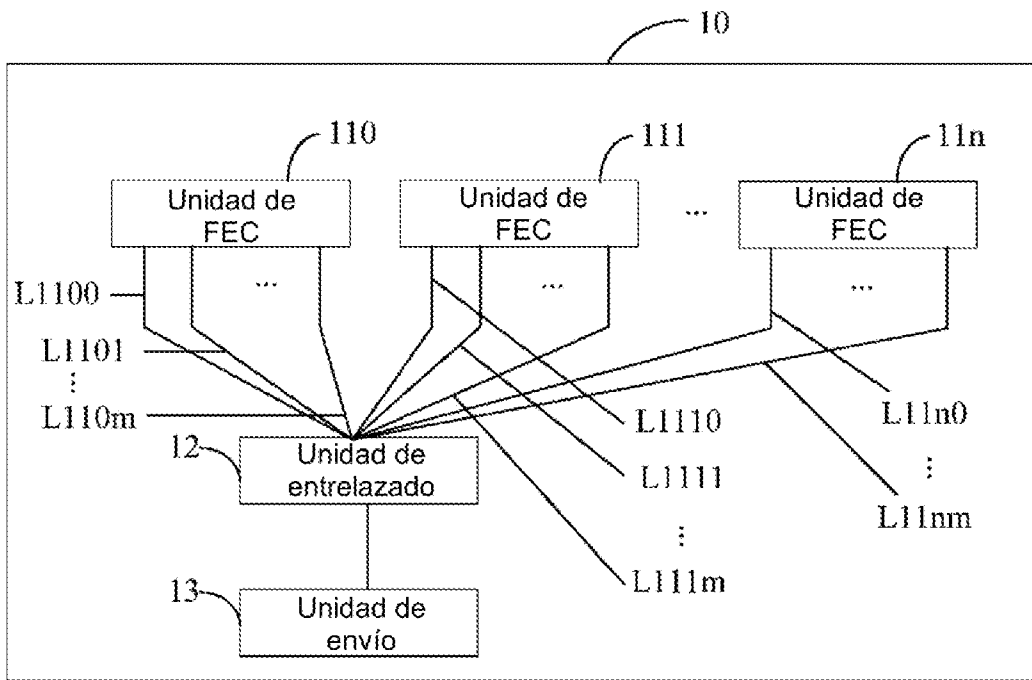 10
110
111
11n
Unidad de
FEC
Unidad de
FEC
...
Unidad de
FEC
...
...
...
L1100
L1101
...
L110m
L1110
L1111
...
L111m
L11n0
...
L11nm
12
Unidad de
entrelazado
13
Unidad de
envío